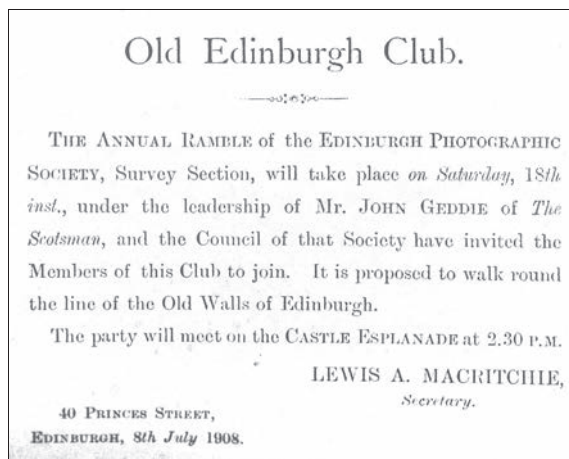 Old Edinburgh Club.
THE ANNUAL RAMBLE of the EDINBURGH PHOTOGRAPHIC
SOCIETY, Survey Section, will take place on Saturday, 18th
inst., under the leadership of Mr. JOHN GEDDIE of The
Scotsman, and the Council of that Society have invited the
Members of this Club to join. It is proposed to walk round
the line of the Old Walls of Edinburgh.
The party will meet on the CASTLE ESPLANADE at 2.30 P.M.
LEWIS A. MACRITCHIE,
Secretary.
40 PRINCES STREET,
EDINBURGH, 8th July 1908.